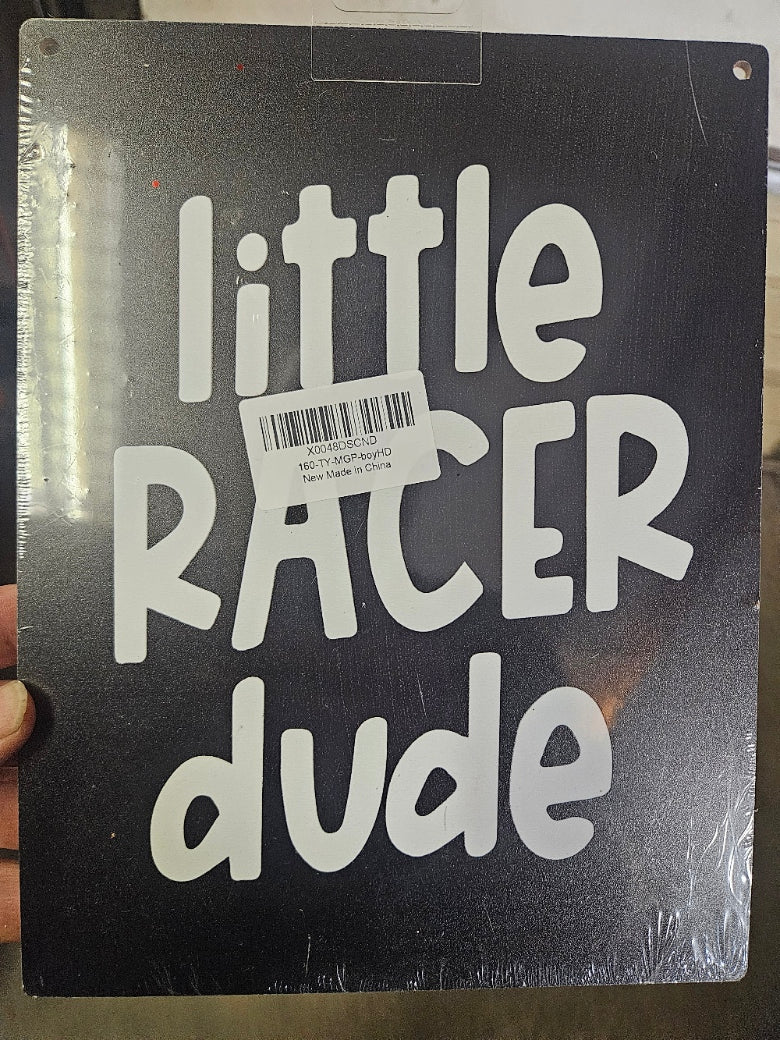 little
X0048DSCND
160-TY-MGP-boyHD
New Made in China
RACER
dude